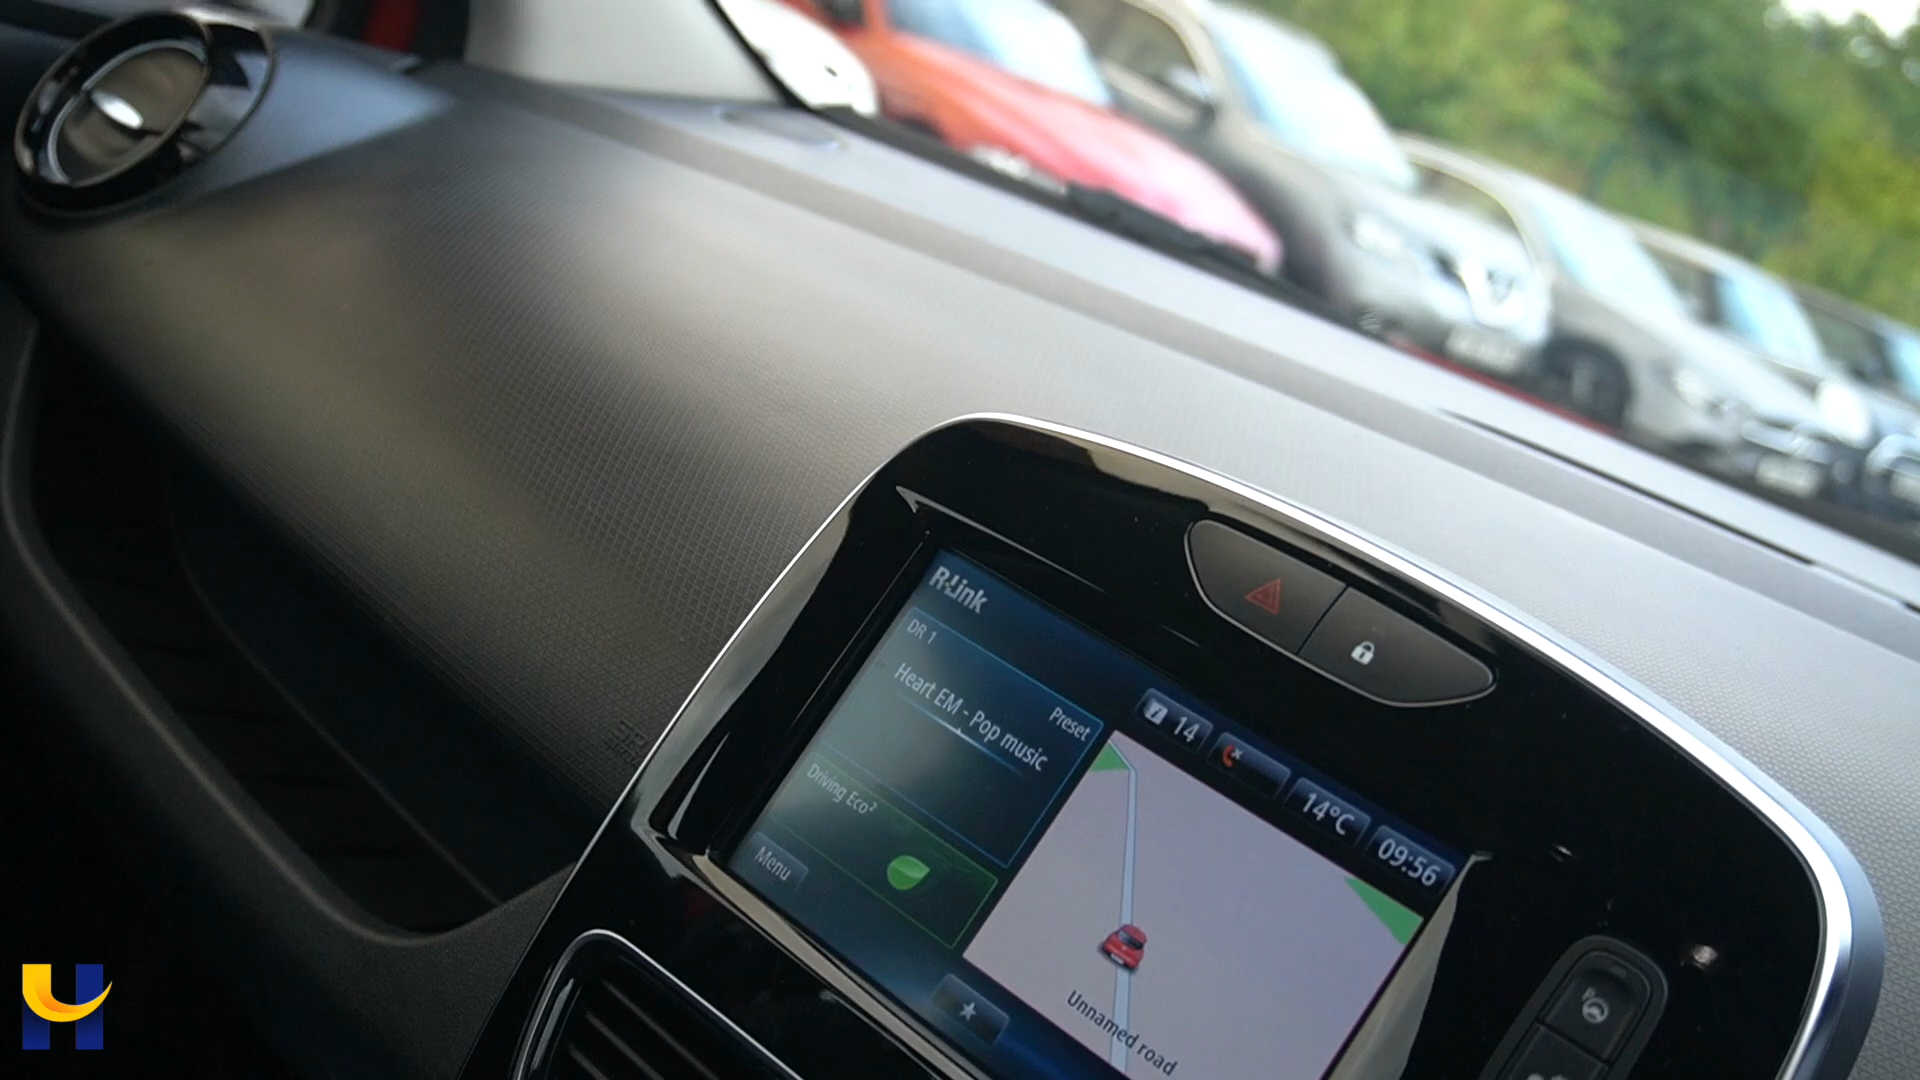 R-Link
DR 1
Preset
Heart EM - Pop music
Driving Eco²
Menu
14
14°C
09:56
Unnamed road